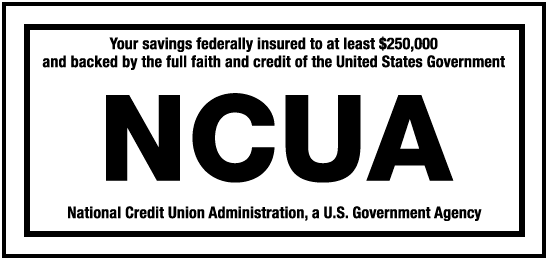 Your savings federally insured to at least $250,000
and backed by the full faith and credit of the United States Government
NCUA
National Credit Union Administration, a U.S. Government Agency